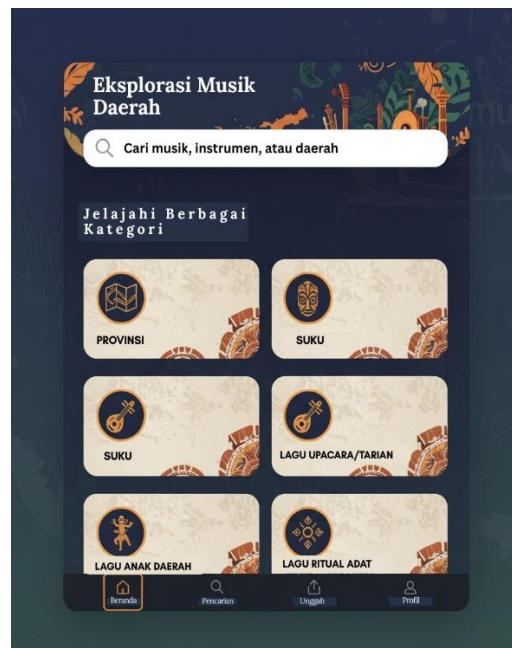 Eksplorasi Musik
Daerah
Cari musik, instrumen, atau daerah
Jelajahi Berbagai
Kategori
PROVINSI
SUKU
SUKU
LAGU UPACARA/TARIAN
LAGU ANAK DAERAH
LAGU RITUAL ADAT
Beranda
Pencarian
Unggah
Profil